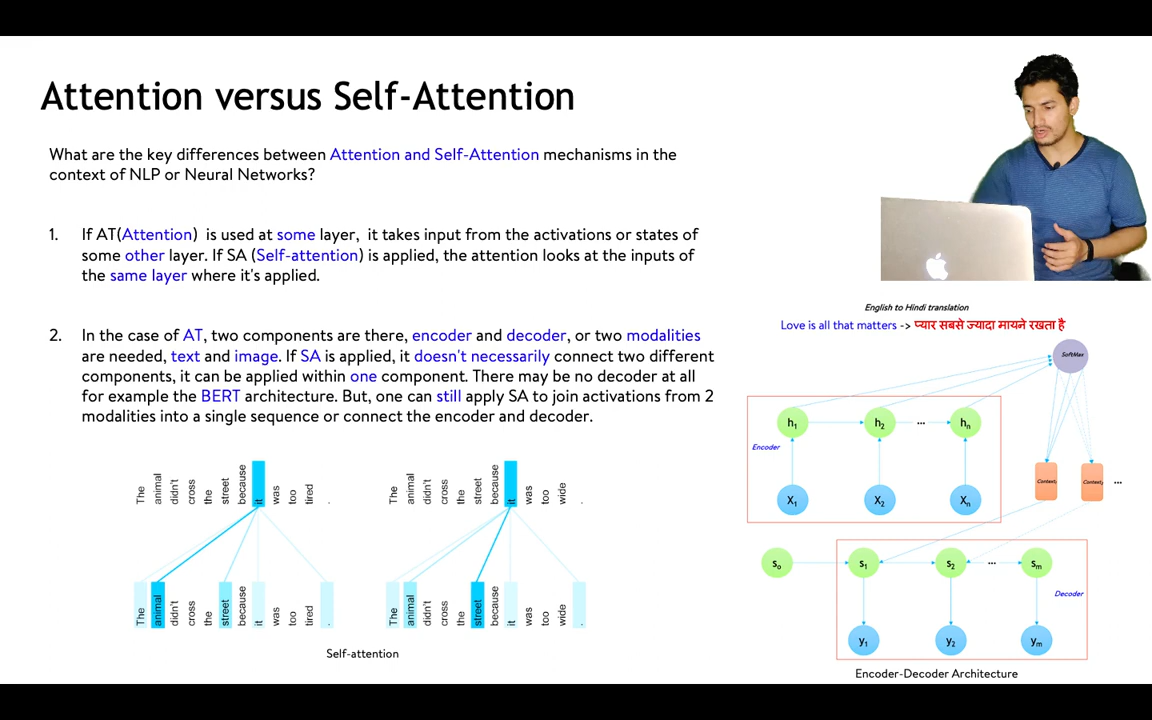 Attention versus Self-Attention
What are the key differences between Attention and Self-Attention mechanisms in the
context of NLP or Neural Networks?
1. If AT(Attention) is used at some layer, it takes input from the activations or states of
some other layer. If SA (Self-attention) is applied, the attention looks at the inputs of
the same layer where it's applied.
2. In the case of AT, two components are there, encoder and decoder, or two modalities
are needed, text and image. If SA is applied, it doesn't necessarily connect two different
components, it can be applied within one component. There may be no decoder at all
for example the BERT architecture. But, one can still apply SA to join activations from 2
modalities into a single sequence or connect the encoder and decoder.
The animal didn't cross the street because it was too tired .
The animal didn't cross the street because it was too tired .
The animal didn't cross the street because it was too wide .
The animal didn't cross the street because it was too wide .
Self-attention
English to Hindi translation
Love is all that matters -> प्यार सबसे ज्यादा मायने रखता है
SoftMax
h1 h2 ... hn
Encoder
Context1 Context2 ...
X1 X2 Xn
s0 s1 s2 ... sm
Decoder
y1 y2 ym
Encoder-Decoder Architecture